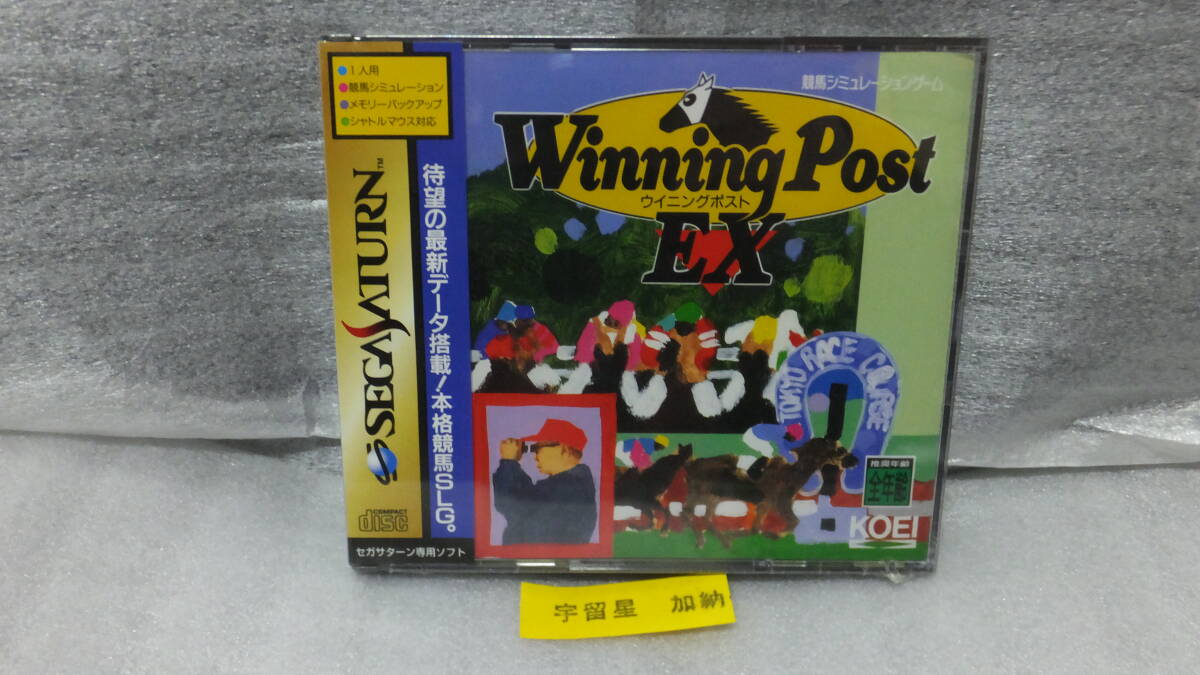 ●1人用
●競馬シミュレーション
●メモリーバックアップ
●シャトルマウス対応
SEGA SATURN™
COMPACT
disc
セガサターン専用ソフト
待望の最新データ搭載!本格競馬SLG。
競馬シミュレーションゲーム
Winning Post
ウイニングポスト
EX
TOKYO RACE COURSE
推奨年齢
全年齢
KOEI
宇留星 加納